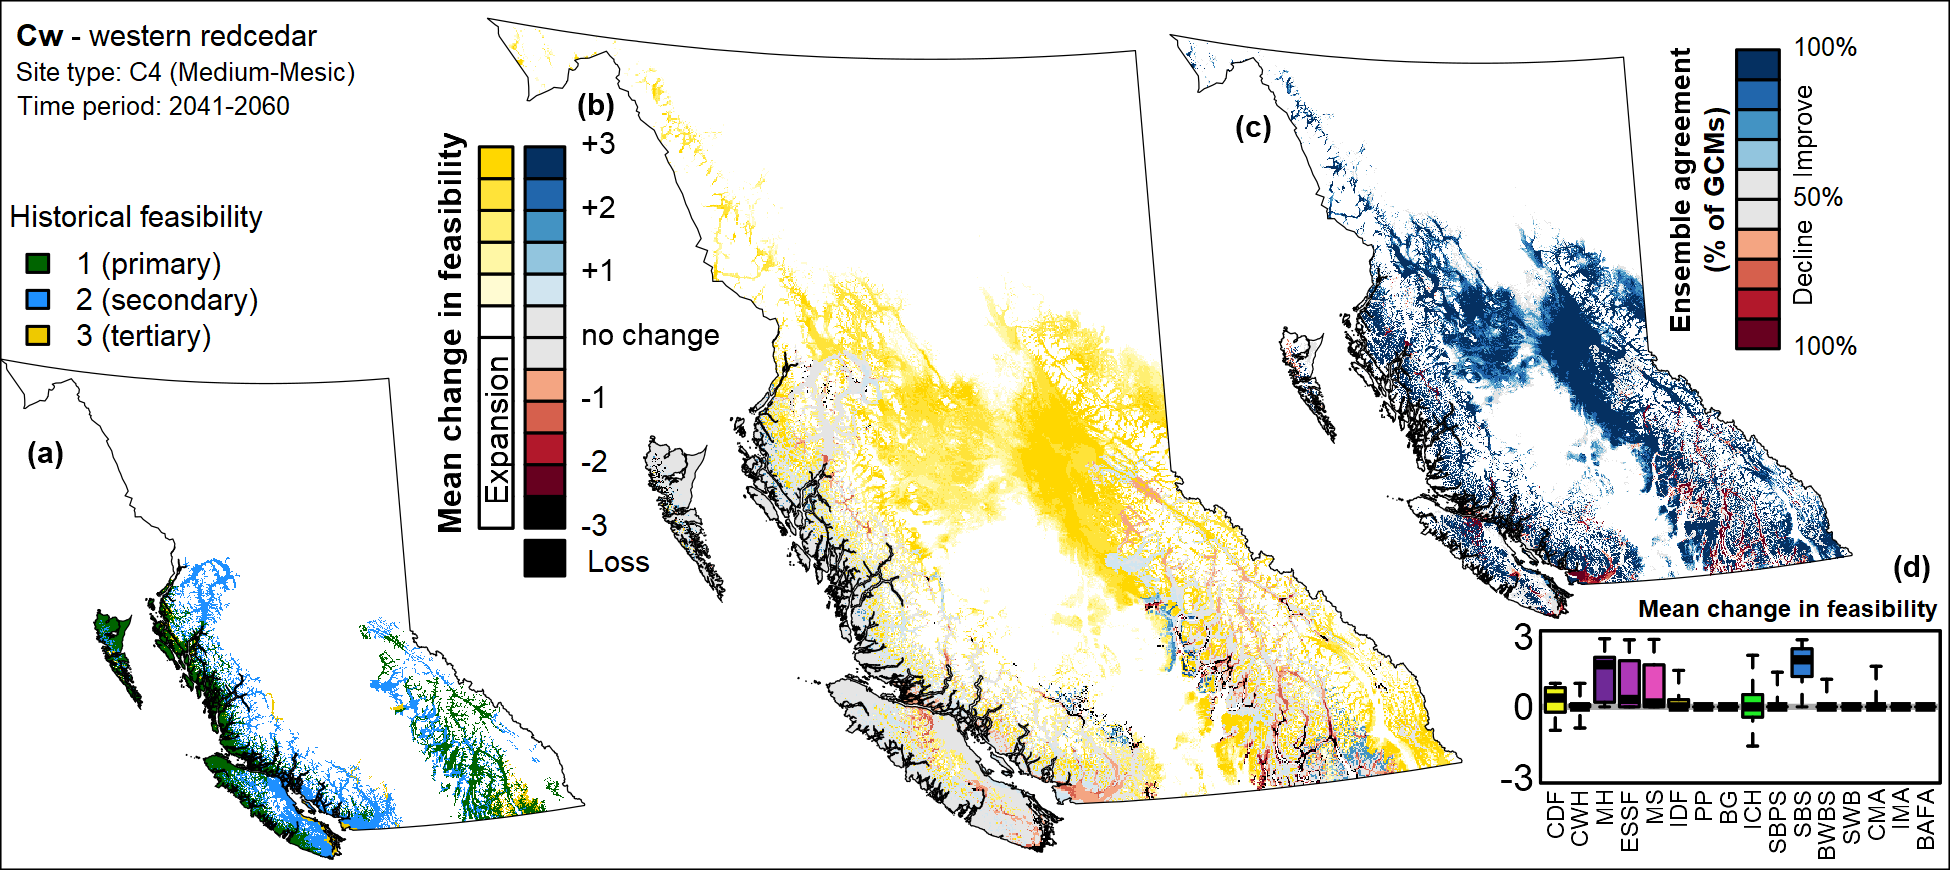 Cw - western redcedar
Site type: C4 (Medium-Mesic)
Time period: 2041-2060
Historical feasibility
1 (primary)
2 (secondary)
3 (tertiary)
(a)
(b)
Mean change in feasibility
Expansion
+3
+2
+1
no change
-1
-2
-3
Loss
(c)
Ensemble agreement
(% of GCMs)
100%
Improve
50%
Decline
100%
(d)
Mean change in feasibility
3
0
-3
CDF
CWH
MH
ESSF
MS
IDF
PP
BG
ICH
SBPS
SBS
BWBS
SWB
CMA
IMA
BAFA